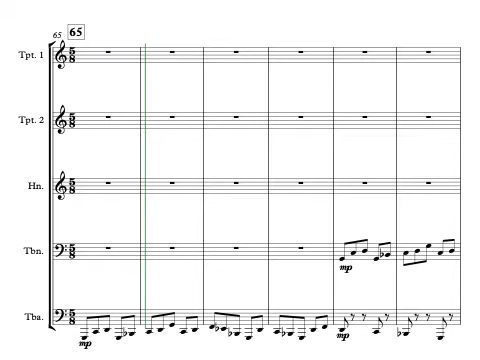 65 65
Tpt. 1 5 8
Tpt. 2 5 8
Hn. 5 8
Tbn. 5 8
mp
Tba. 5 8
mp mp